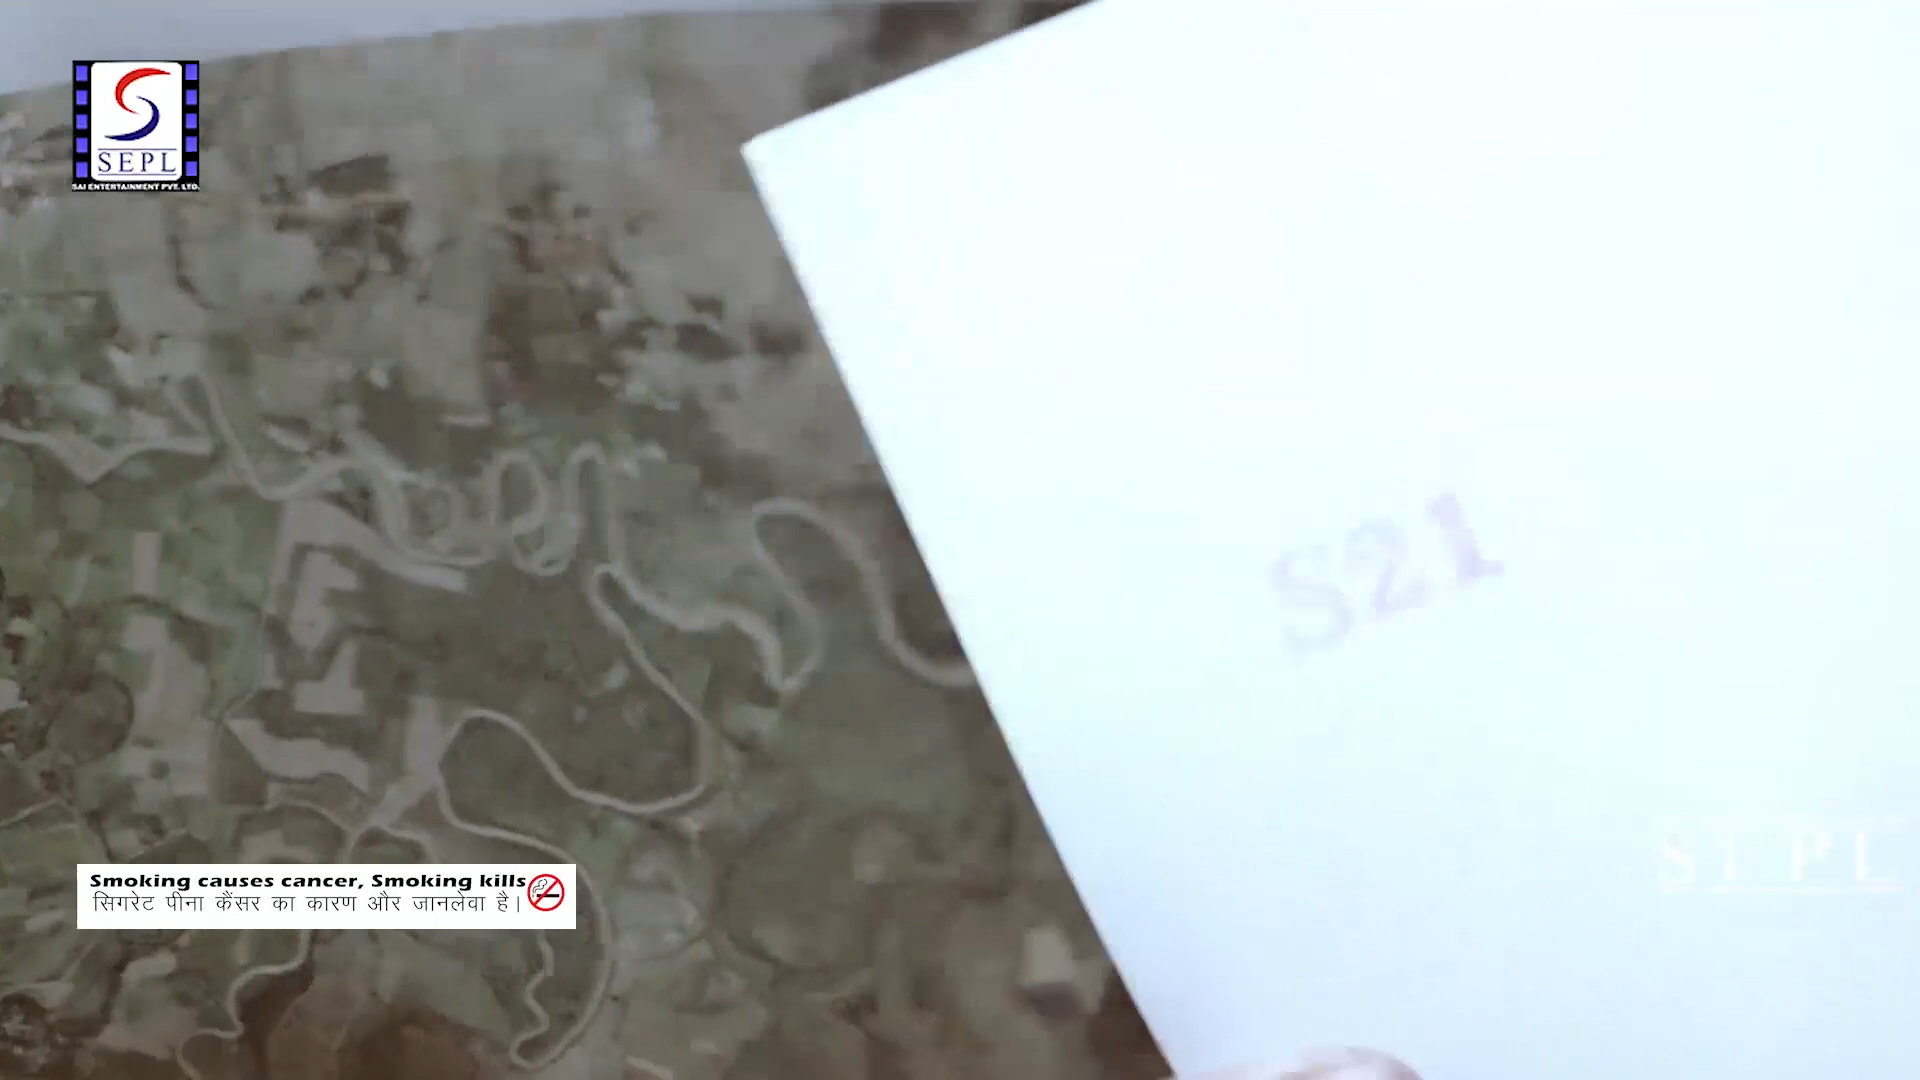 SEPL
SAI ENTERTAINMENT PVT. LTD.
S21
SEPL
Smoking causes cancer, Smoking kills
सिगरेट पीना कैंसर का कारण और जानलेवा है।